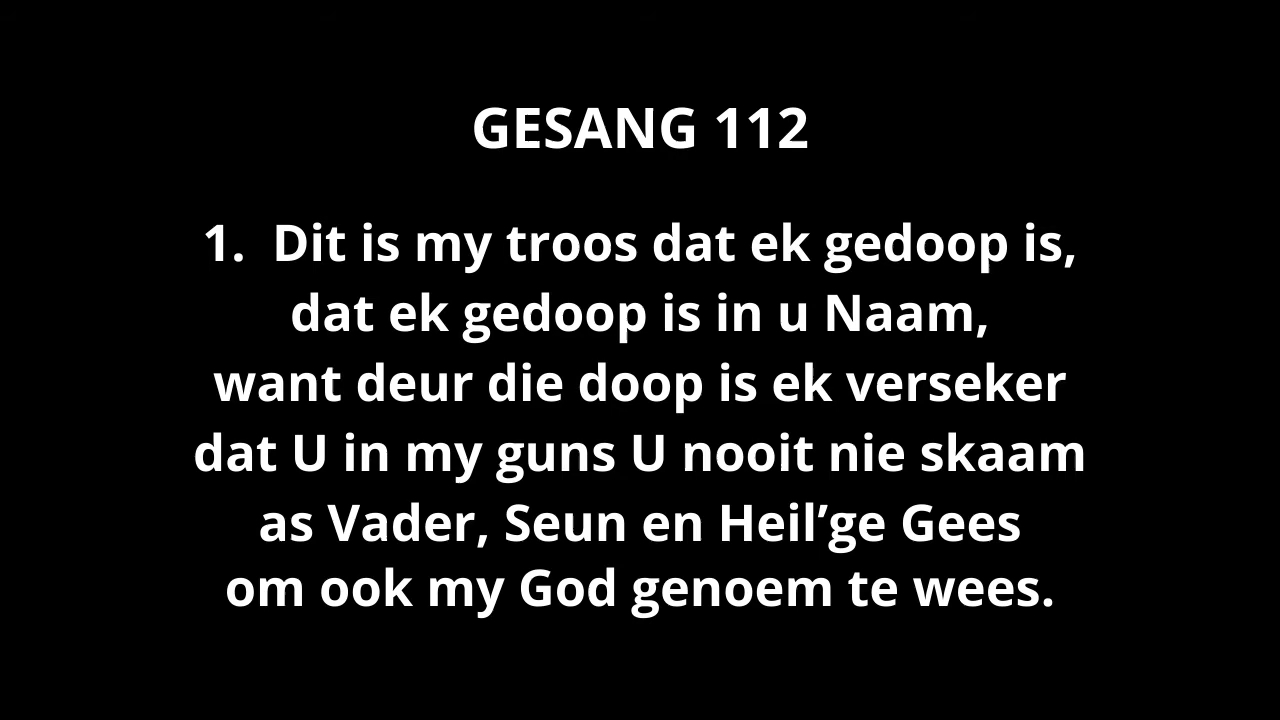 GESANG 112
1. Dit is my troos dat ek gedoop is,
dat ek gedoop is in u Naam,
want deur die doop is ek verseker
dat U in my guns U nooit nie skaam
as Vader, Seun en Heil’ge Gees
om ook my God genoem te wees.